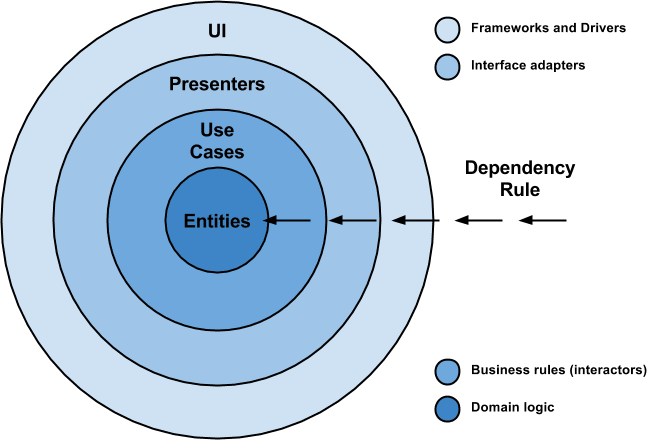 UI
Presenters
Use
Cases
Entities
Frameworks and Drivers
Interface adapters
Dependency
Rule
Business rules (interactors)
Domain logic